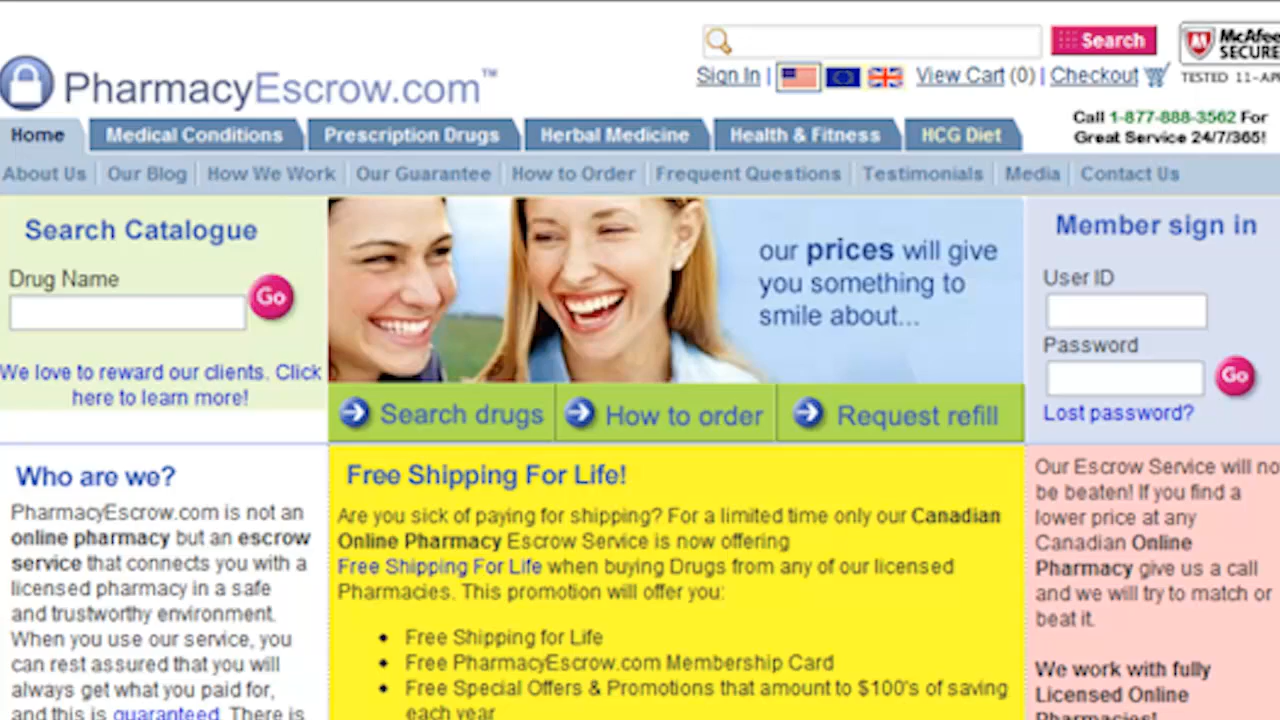 Search
McAfee
SECURE
TESTED 11-AP
Sign In | View Cart (0) | Checkout
PharmacyEscrow.com™
Call 1-877-888-3562 For
Great Service 24/7/365!
Home Medical Conditions Prescription Drugs Herbal Medicine Health & Fitness HCG Diet
About Us Our Blog How We Work Our Guarantee How to Order Frequent Questions Testimonials Media Contact Us
Search Catalogue
Drug Name
Go
We love to reward our clients. Click
here to learn more!
our prices will give
you something to
smile about...
Search drugs How to order Request refill
Member sign in
User ID
Password
Go
Lost password?
Who are we?
PharmacyEscrow.com is not an
online pharmacy but an escrow
service that connects you with a
licensed pharmacy in a safe
and trustworthy environment.
When you use our service, you
can rest assured that you will
always get what you paid for,
and this is guaranteed. There is
Free Shipping For Life!
Are you sick of paying for shipping? For a limited time only our Canadian
Online Pharmacy Escrow Service is now offering
Free Shipping For Life when buying Drugs from any of our licensed
Pharmacies. This promotion will offer you:
Free Shipping for Life
Free PharmacyEscrow.com Membership Card
Free Special Offers & Promotions that amount to $100's of saving
each year
Our Escrow Service will no
be beaten! If you find a
lower price at any
Canadian Online
Pharmacy give us a call
and we will try to match or
beat it.
We work with fully
Licensed Online
Pharmacies!